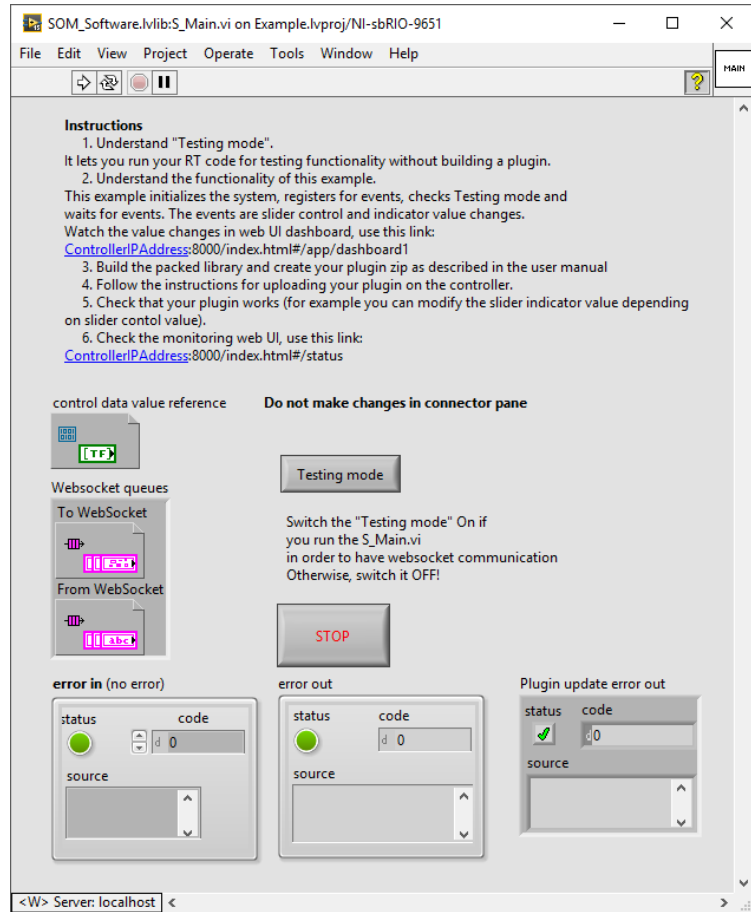 SOM_Software.lvlib:S_Main.vi on Example.lvproj/NI-sbRIO-9651
File Edit View Project Operate Tools Window Help
MAIN
Instructions
1. Understand "Testing mode".
It lets you run your RT code for testing functionality without building a plugin.
2. Understand the functionality of this example.
This example initializes the system, registers for events, checks Testing mode and
waits for events. The events are slider control and indicator value changes.
Watch the value changes in web UI dashboard, use this link:
ControllerIPAddress:8000/index.html#/app/dashboard1
3. Build the packed library and create your plugin zip as described in the user manual
4. Follow the instructions for uploading your plugin on the controller.
5. Check that your plugin works (for example you can modify the slider indicator value depending
on slider contol value).
6. Check the monitoring web UI, use this link:
ControllerIPAddress:8000/index.html#/status
control data value reference
Do not make changes in connector pane
TF
Testing mode
Websocket queues
To WebSocket
Switch the "Testing mode" On if
you run the S_Main.vi
in order to have websocket communication
Otherwise, switch it OFF!
From WebSocket
abc
STOP
error in (no error)
status
code
d 0
source
error out
status
code
d 0
source
Plugin update error out
status
code
d 0
source
<W> Server: localhost